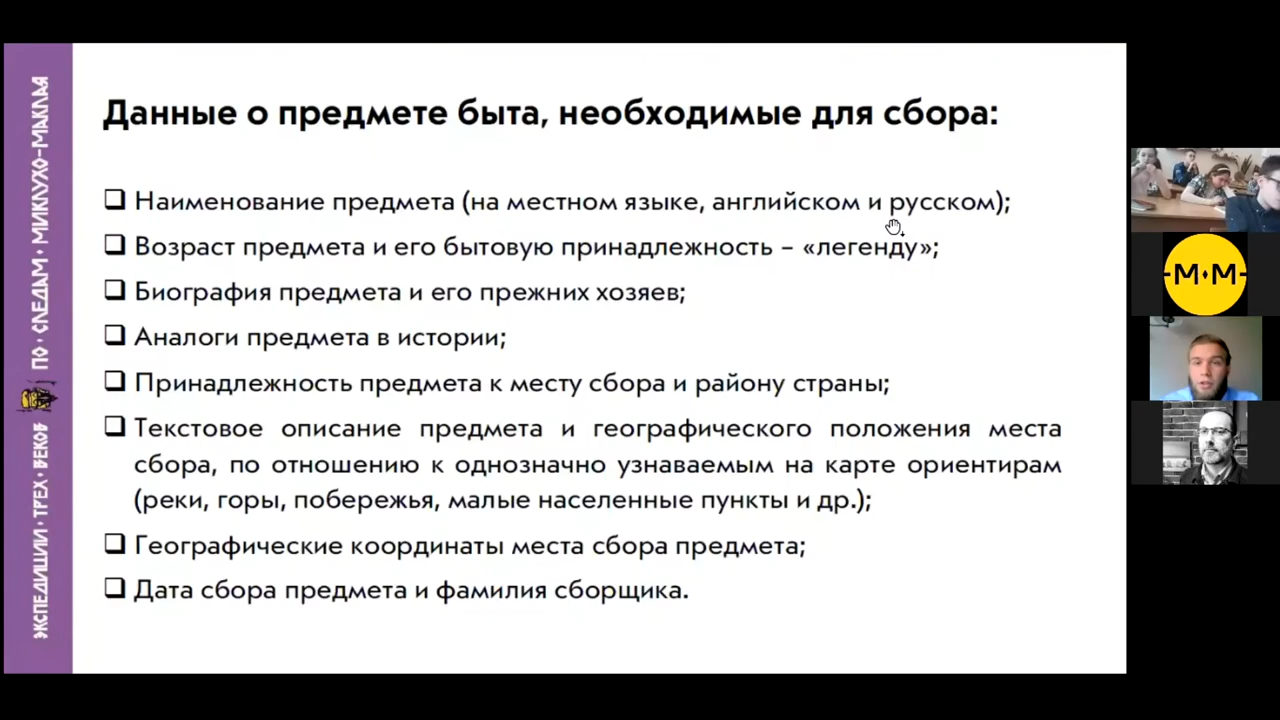 Данные о предмете быта, необходимые для сбора:
Наименование предмета (на местном языке, английском и русском);
Возраст предмета и его бытовую принадлежность – «легенду»;
Биография предмета и его прежних хозяев;
Аналоги предмета в истории;
Принадлежность предмета к месту сбора и району страны;
Текстовое описание предмета и географического положения места
сбора, по отношению к однозначно узнаваемым на карте ориентирам
(реки, горы, побережья, малые населенные пункты и др.);
Географические координаты места сбора предмета;
Дата сбора предмета и фамилия сборщика.
ЭКСПЕДИЦИИ·ТРЕХ·ВЕКОВ
ПО·СЛЕДАМ·МИКЛУХО-МАКЛАЯ
-М·М-